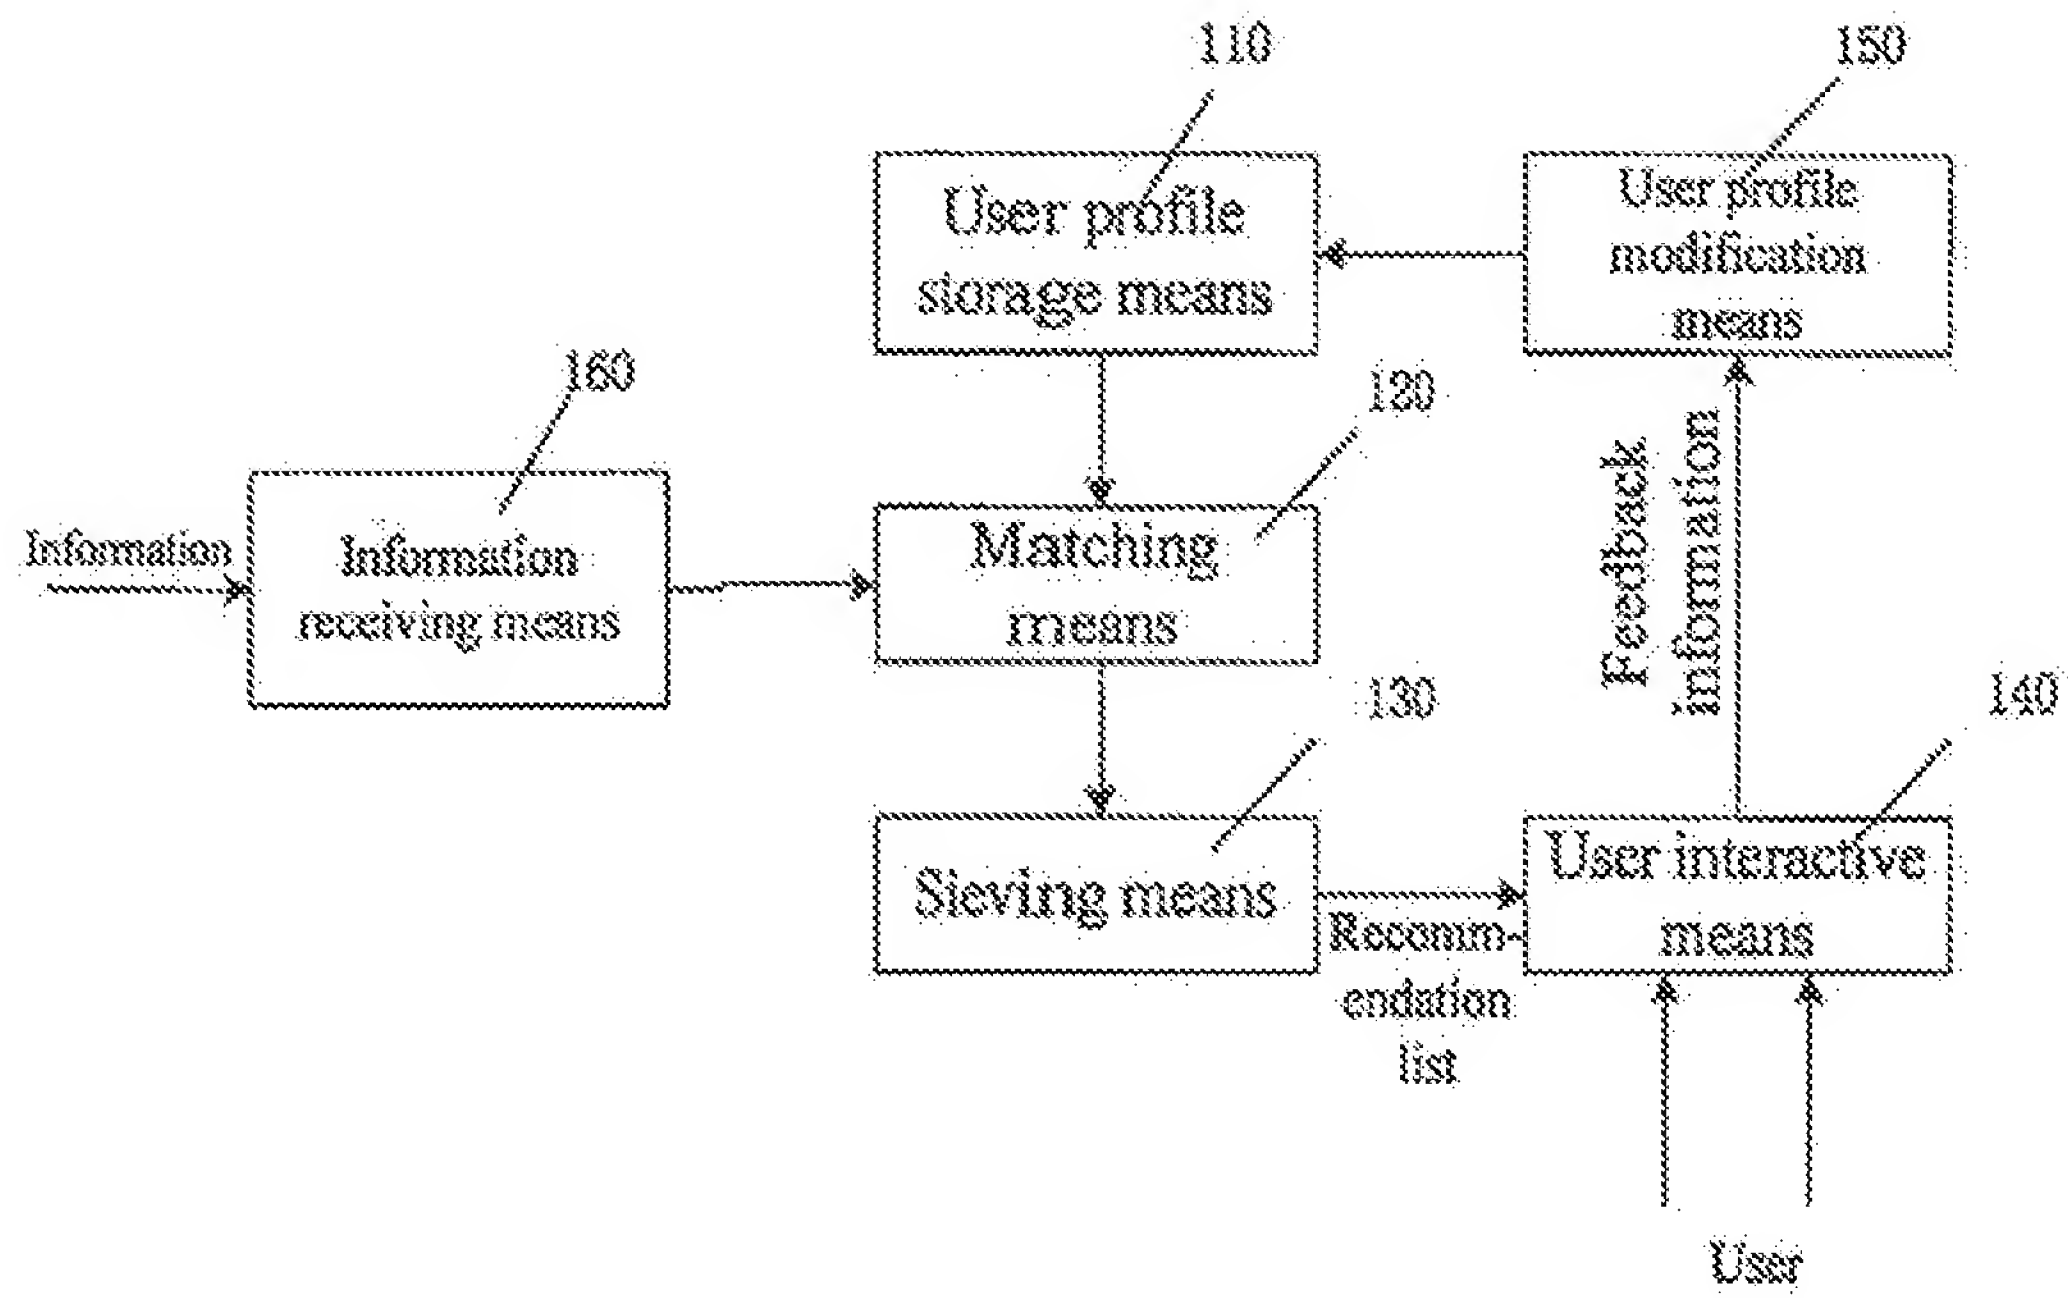 110
150
User profile
storage means
User profile
modification
means
160
120
Information
Information
receiving means
Matching
means
Feedback
information
130
140
Sieving means
User interactive
means
Recomm-
endation
list
User